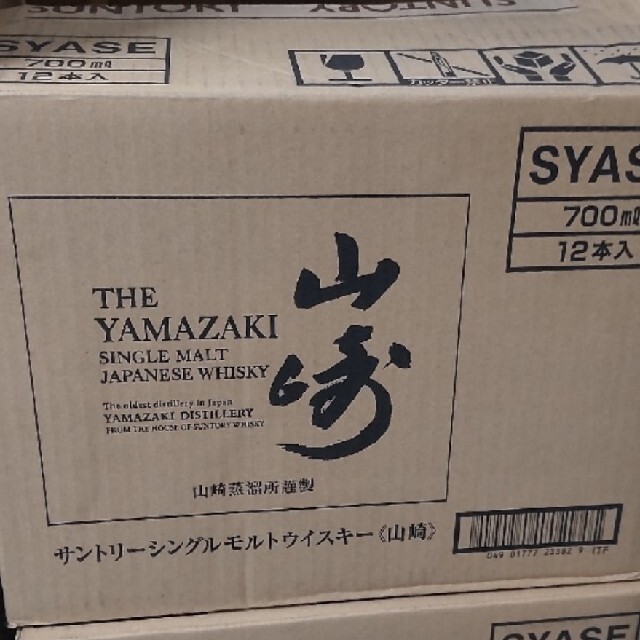 SUNTORY SUNTORY
SYASE
700ml
12本入
SYASE
700ml
12本入
THE
YAMAZAKI
SINGLE MALT
JAPANESE WHISKY
The oldest distillery in Japan
YAMAZAKI DISTILLERY
FROM THE HOUSE OF SUNTORY WHISKY
山崎
山崎蒸溜所謹製
サントリーシングルモルトウイスキー《山崎》
SYASE